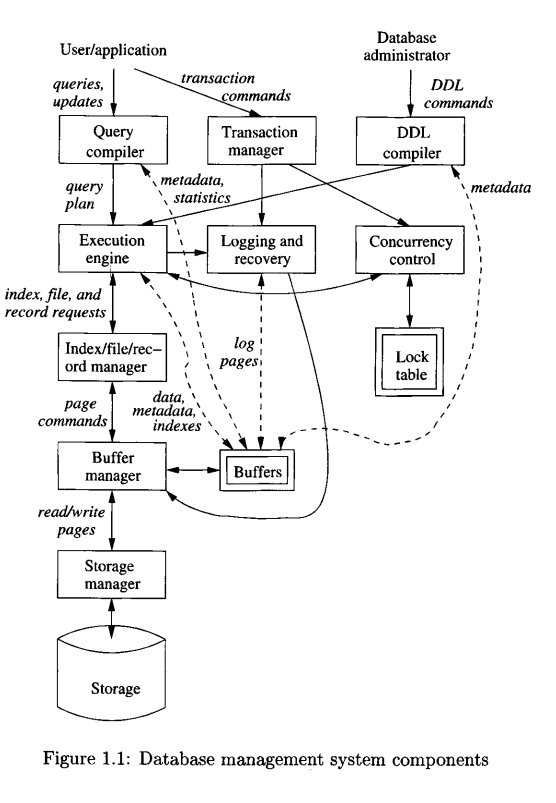 User/application
Database
administrator
queries,
updates
transaction
commands
DDL
commands
Query
compiler
Transaction
manager
DDL
compiler
query
plan
metadata,
statistics
metadata
Execution
engine
Logging and
recovery
Concurrency
control
index, file, and
record requests
log
pages
Index/file/rec-
ord manager
Lock
table
page
commands
data,
metadata,
indexes
Buffer
manager
Buffers
read/write
pages
Storage
manager
Storage
Figure 1.1: Database management system components